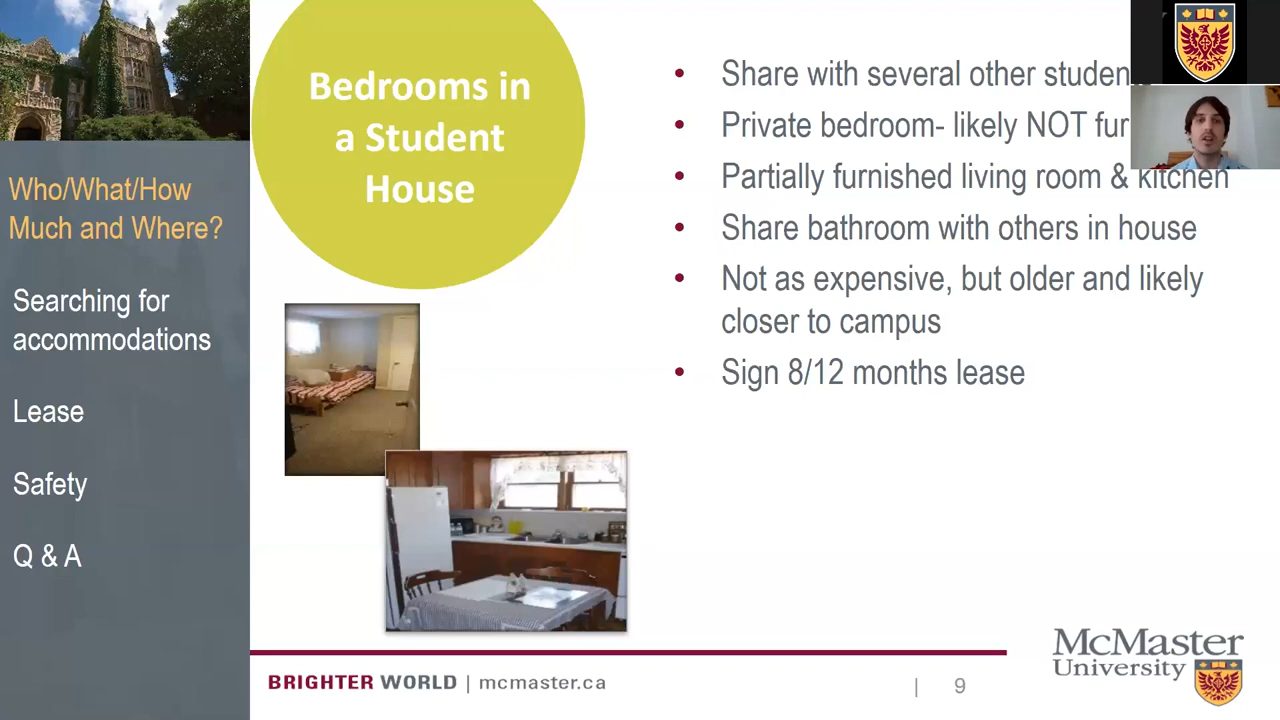 Bedrooms in
a Student
House
Who/What/How
Much and Where?
Searching for
accommodations
Lease
Safety
Q & A
• Share with several other
• Private bedroom- likely NOT
• Partially furnished living room & kitchen
• Share bathroom with others in house
• Not as expensive, but older and likely
closer to campus
• Sign 8/12 months lease
BRIGHTER WORLD | mcmaster.ca
| 9
McMaster
University